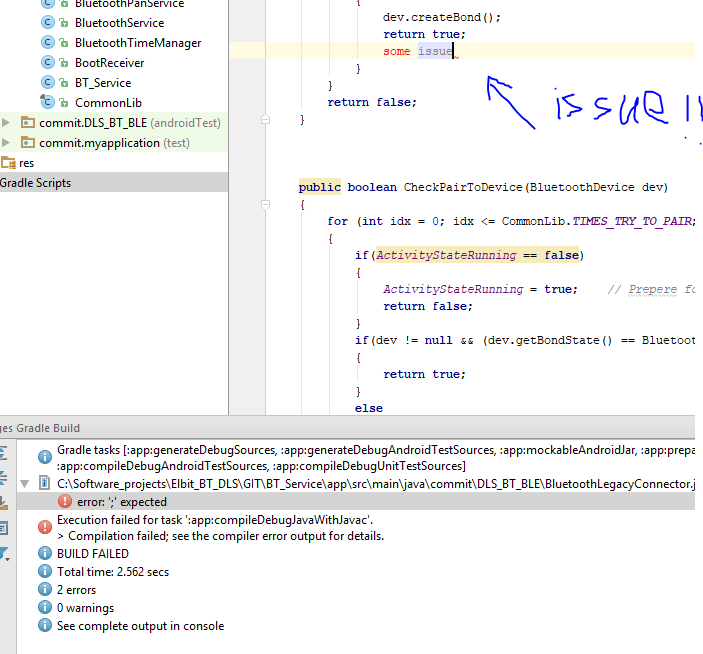 BluetoothPanService
BluetoothService
BluetoothTimeManager
BootReceiver
BT_Service
CommonLib
commit.DLS_BT_BLE (androidTest)
commit.myapplication (test)
res
Gradle Scripts
{
dev.createBond();
return true;
some issue
}
}
return false;
}
issue
public boolean CheckPairToDevice(BluetoothDevice dev)
{
for (int idx = 0; idx <= CommonLib.TIMES_TRY_TO_PAIR;
{
if(ActivityStateRunning == false)
{
ActivityStateRunning = true; // Prepere fo
return false;
}
if(dev != null && (dev.getBondState() == Bluetoot
{
return true;
}
else
ges Gradle Build
Gradle tasks [:app:generateDebugSources, :app:generateDebugAndroidTestSources, :app:mockableAndroidJar, :app:prepa
:app:compileDebugAndroidTestSources, :app:compileDebugUnitTestSources]
C:\Software_projects\Elbit_BT_DLS\GIT\BT_Service\app\src\main\java\commit\DLS_BT_BLE\BluetoothLegacyConnector.j
error: ';' expected
Execution failed for task ':app:compileDebugJavaWithJavac'.
> Compilation failed; see the compiler error output for details.
BUILD FAILED
Total time: 2.562 secs
2 errors
0 warnings
See complete output in console